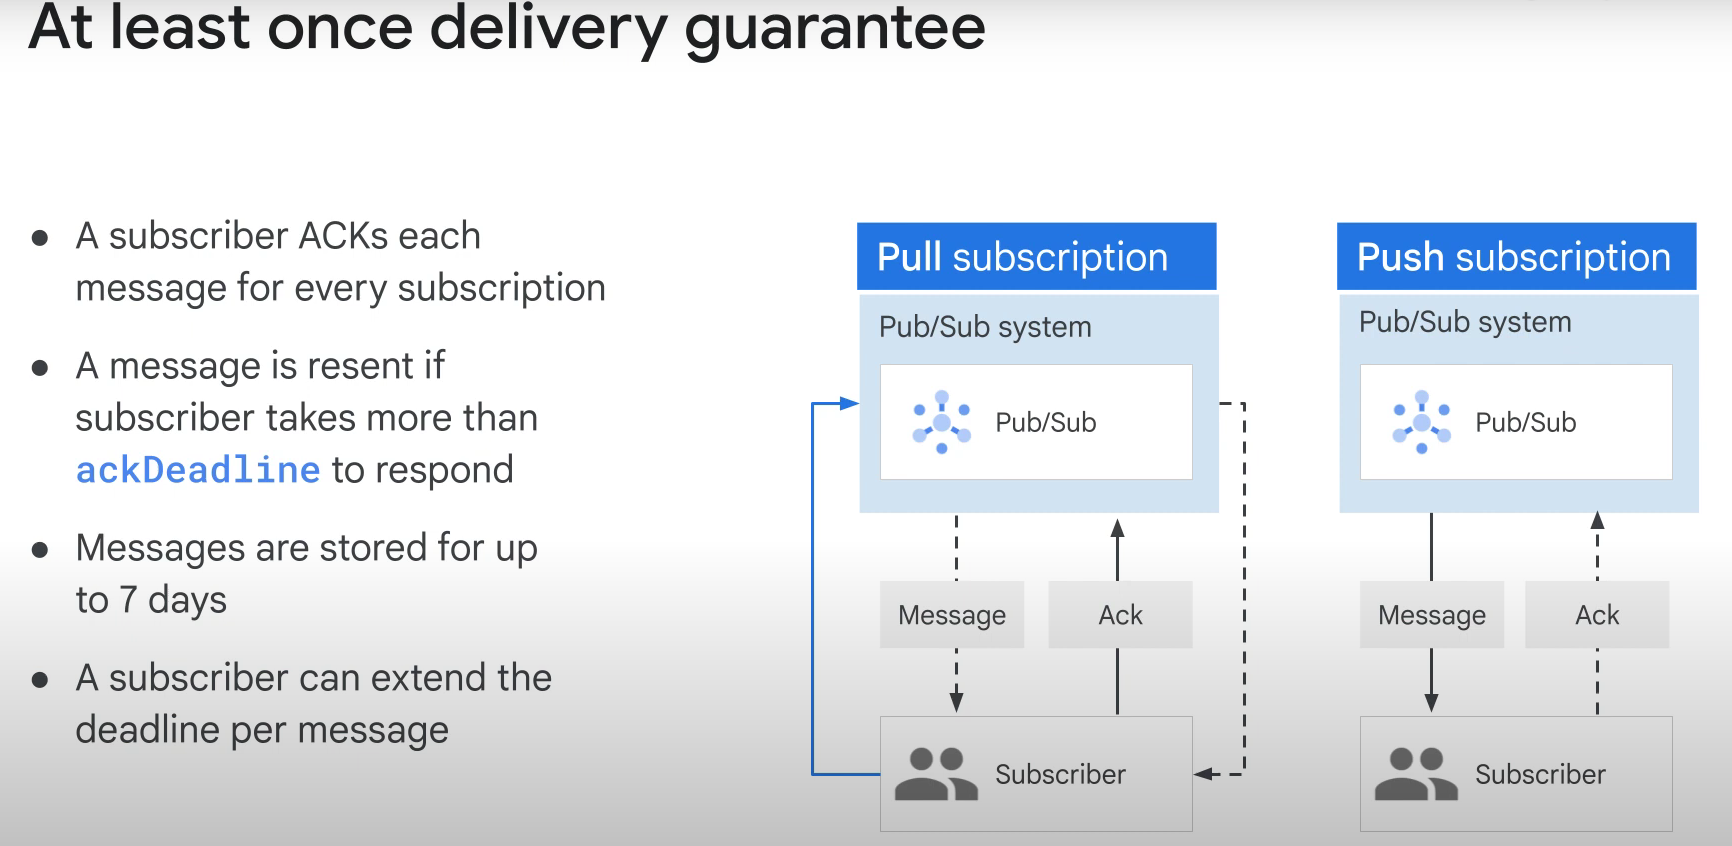 At least once delivery guarantee
● A subscriber ACKs each
message for every subscription
● A message is resent if
subscriber takes more than
ackDeadline to respond
● Messages are stored for up
to 7 days
● A subscriber can extend the
deadline per message
Pull subscription
Pub/Sub system
Pub/Sub
Message
Ack
Subscriber
Push subscription
Pub/Sub system
Pub/Sub
Message
Ack
Subscriber